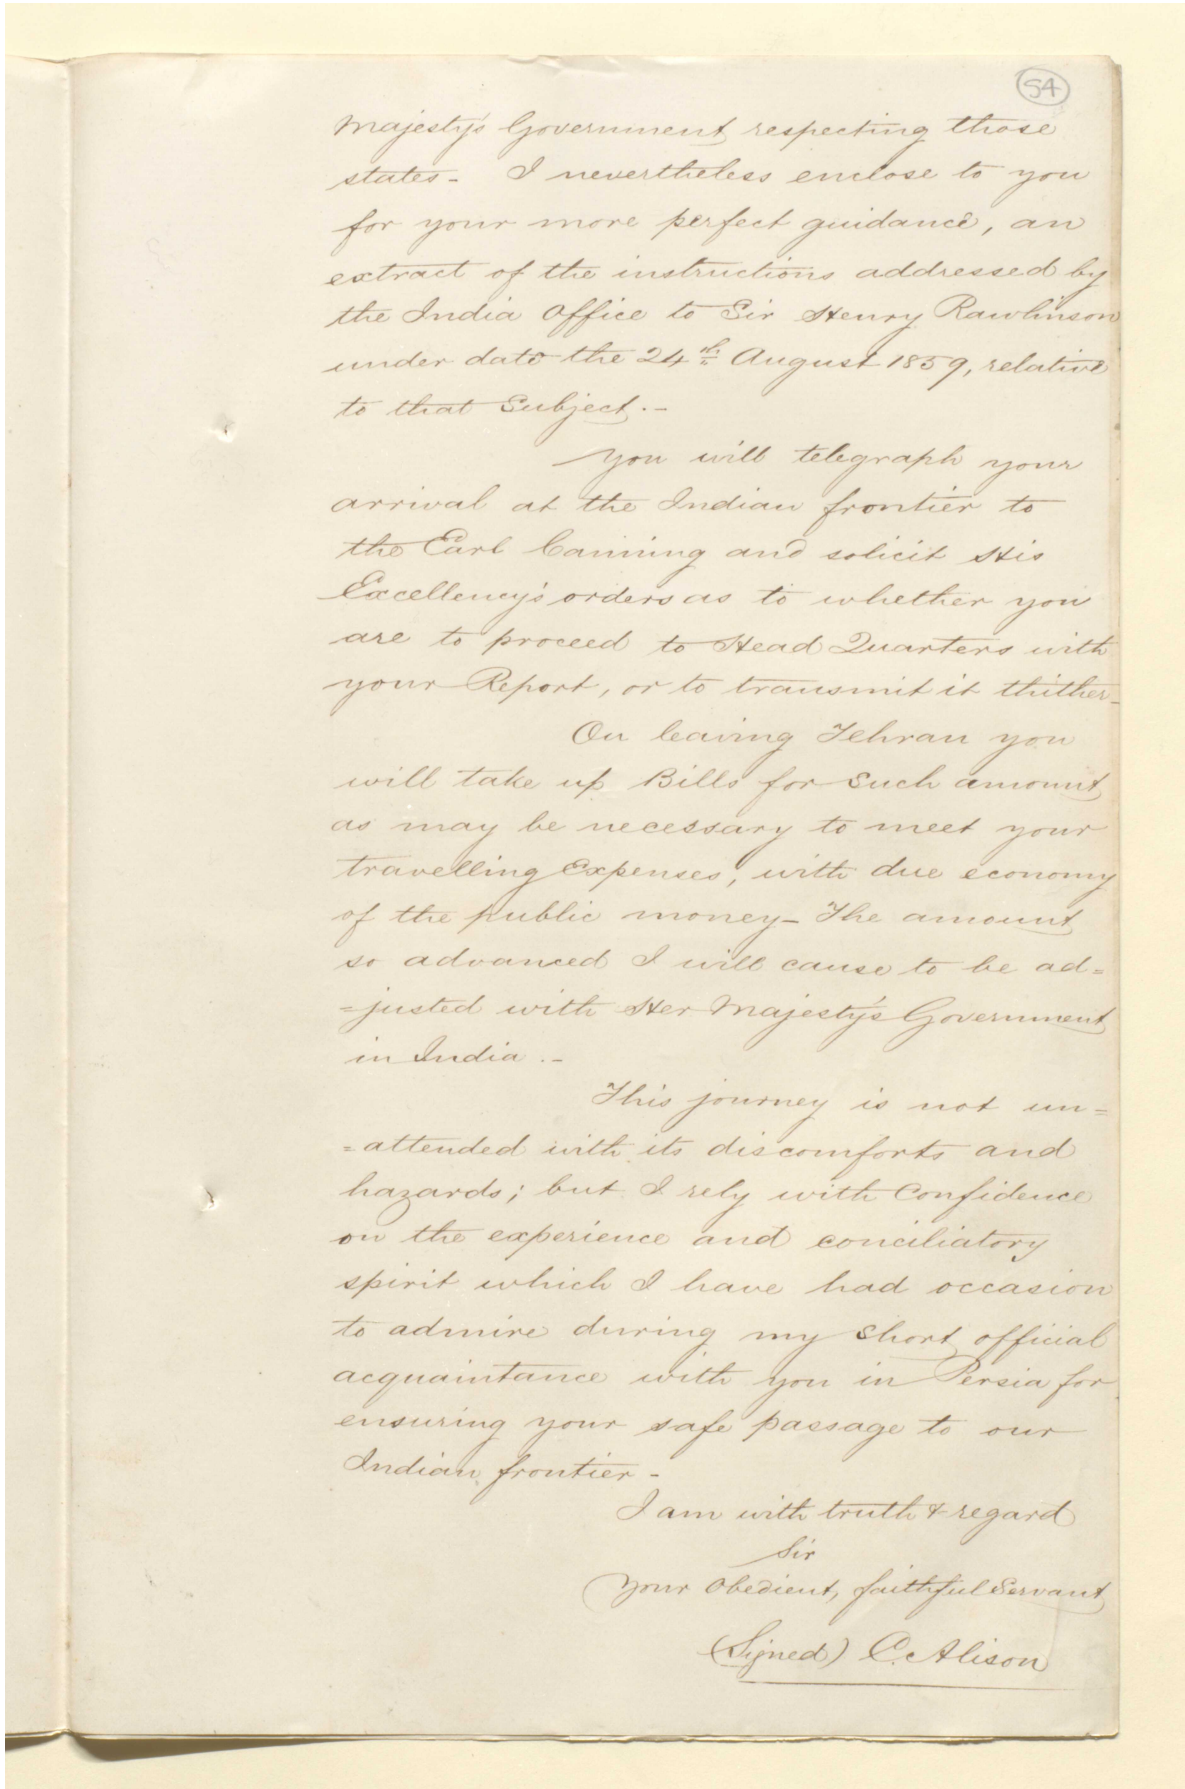 54
Majesty's Government respecting those
states - I nevertheless enclose to you
for your more perfect guidance, an
extract of the instructions addressed by
the India Office to Sir Henry Rawlinson
under date the 24th August 1859, relative
to that Subject. -
You will telegraph your
arrival at the Indian frontier to
the Earl Canning and solicit His
Excellency's orders as to whether you
are to proceed to Head Quarters with
your Report, or to transmit it thither -
On leaving Tehran you
will take up Bills for such amount
as may be necessary to meet your
travelling Expenses, with due economy
of the public money - The amount
so advanced I will cause to be ad=
=justed with Her Majesty's Government
in India. -
This journey is not un=
=attended with its discomforts and
hazards; but I rely with Confidence
on the experience and conciliatory
spirit which I have had occasion
to admire during my short official
acquaintance with you in Persia for
ensuring your safe passage to our
Indian frontier -
I am with truth & regard
Sir
Your Obedient, faithful Servant
(Signed) C. Alison